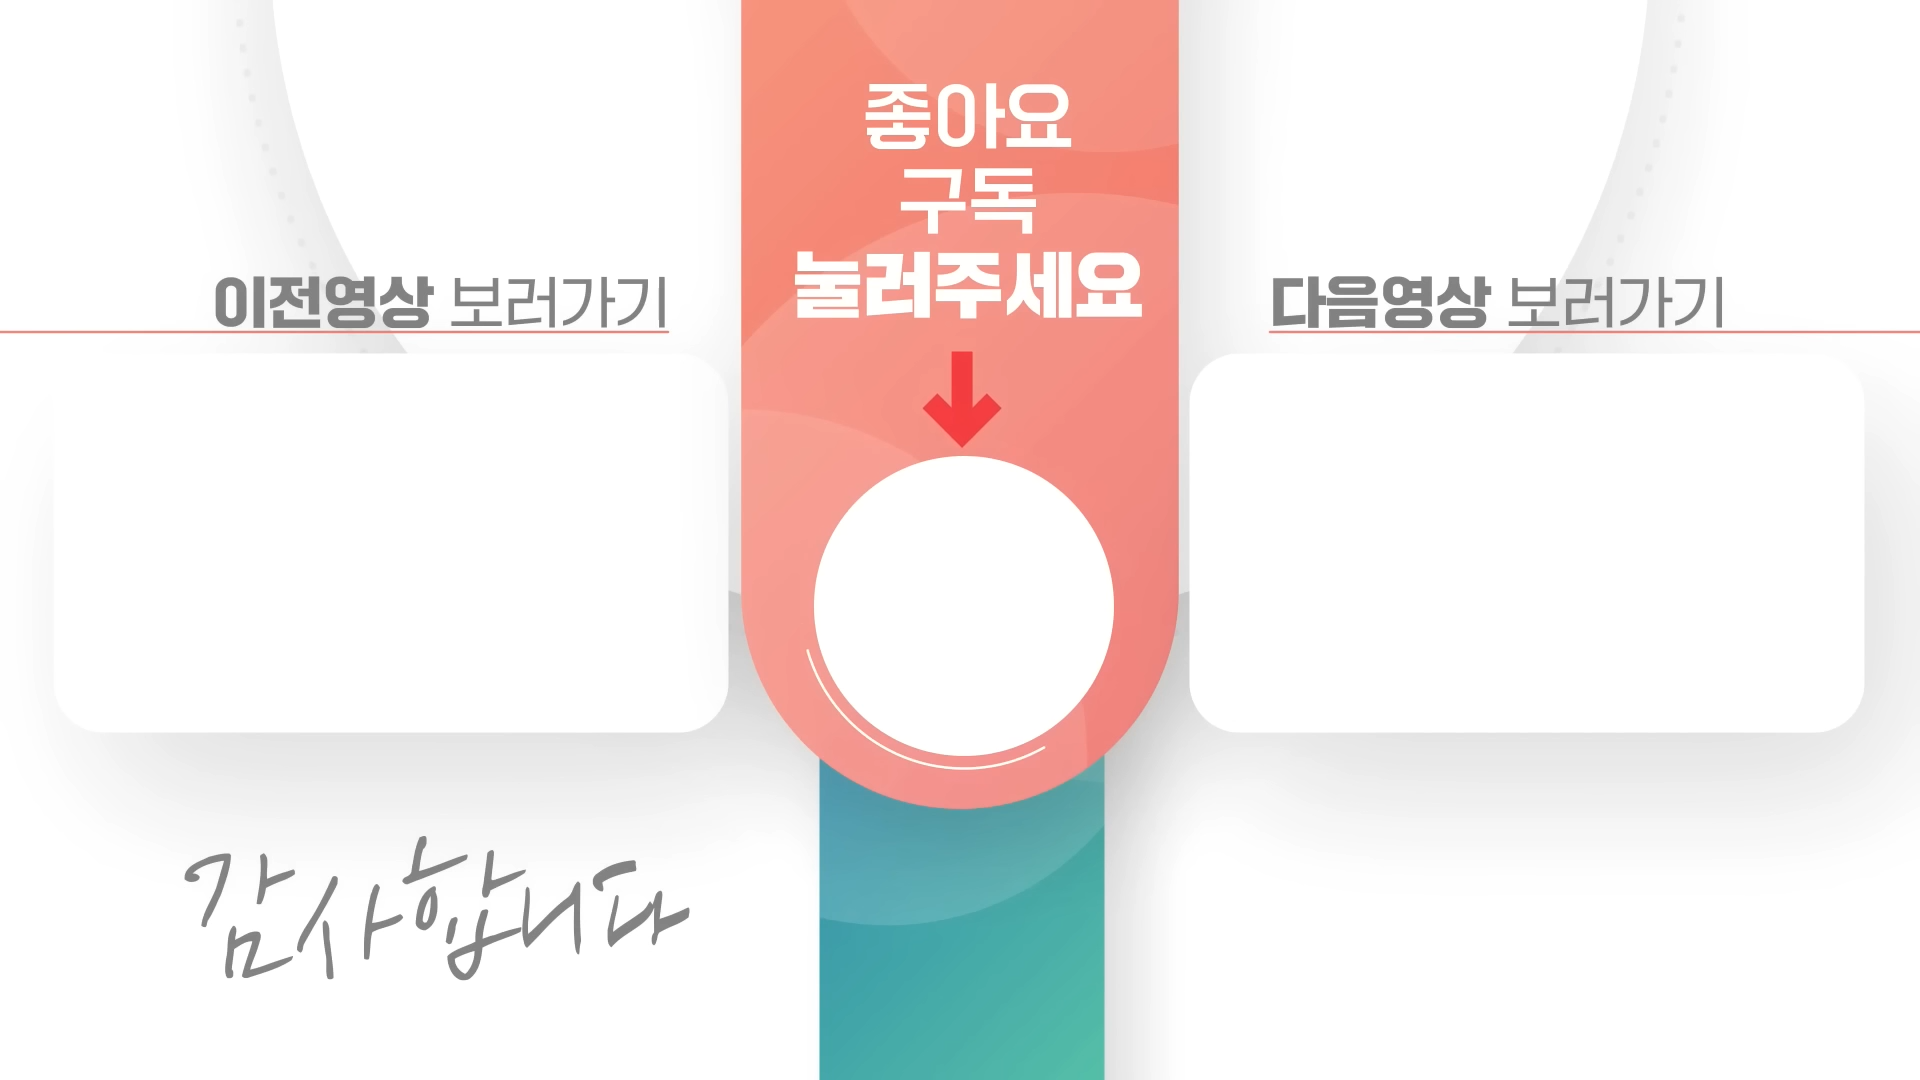 좋아요
구독
눌러주세요
이전영상 보러가기
다음영상 보러가기
감사합니다